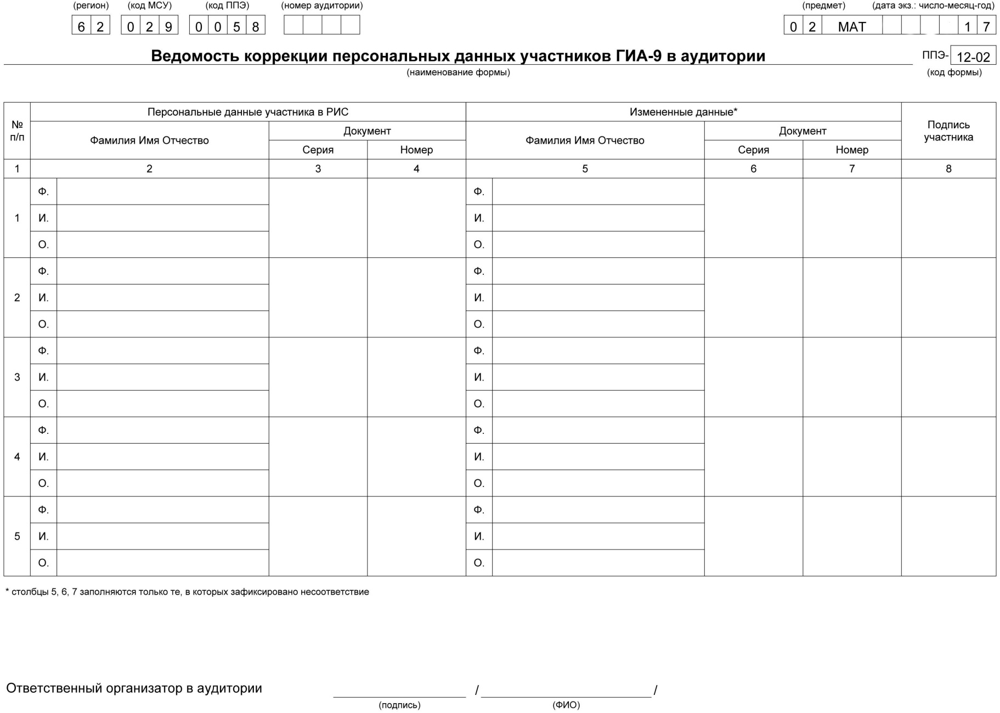 (регион) (код МСУ) (код ППЭ) (номер аудитории) (предмет) (дата экз.: число-месяц-год)
6 2 0 2 9 0 0 5 8 0 2 МАТ 1 7
Ведомость коррекции персональных данных участников ГИА-9 в аудитории ППЭ- 12-02
(наименование формы) (код формы)
№ п/п Персональные данные участника в РИС Измененные данные* Подпись участника
Фамилия Имя Отчество Документ Фамилия Имя Отчество Документ
Серия Номер Серия Номер
1 2 3 4 5 6 7 8
Ф. Ф.
1 И. И.
О. О.
Ф. Ф.
2 И. И.
О. О.
Ф. Ф.
3 И. И.
О. О.
Ф. Ф.
4 И. И.
О. О.
Ф. Ф.
5 И. И.
О. О.
* столбцы 5, 6, 7 заполняются только те, в которых зафиксировано несоответствие
Ответственный организатор в аудитории / /
(подпись) (ФИО)